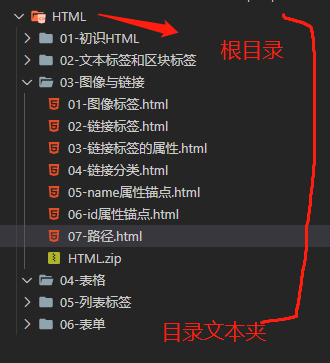 HTML
根目录
01-初识HTML
02-文本标签和区块标签
03-图像与链接
01-图像标签.html
02-链接标签.html
03-链接标签的属性.html
04-链接分类.html
05-name属性锚点.html
06-id属性锚点.html
07-路径.html
HTML.zip
04-表格
05-列表标签
06-表单
目录文本夹